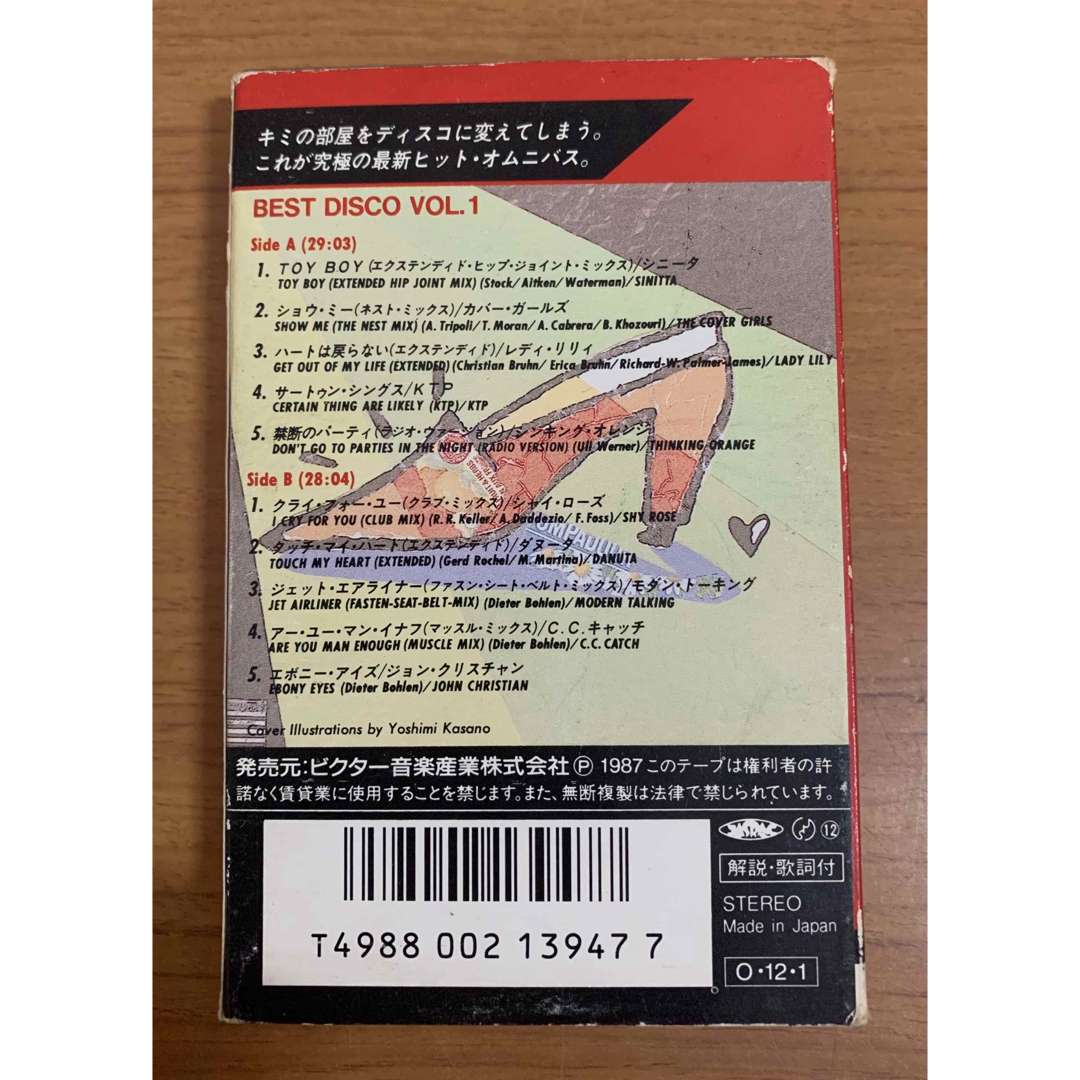 キミの部屋をディスコに変えてしまう。
これが究極の最新ヒット・オムニバス。
BEST DISCO VOL.1
Side A (29:03)
1. TOY BOY(エクステンディド・ヒップ・ジョイント・ミックス)/シニータ
TOY BOY (EXTENDED HIP JOINT MIX) (Stock/Aitken/Waterman)/SINITTA
2. ショウ・ミー(ネスト・ミックス)/カバー・ガールズ
SHOW ME (THE NEST MIX) (A. Tripoli/T. Moran/A. Cabrera/B. Khozouri)/THE COVER GIRLS
3. ハートは戻らない(エクステンディド)/レディ・リリィ
GET OUT OF MY LIFE (EXTENDED) (Christian Bruhn/Erica Bruhn/Richard-W. Palmer-James)/LADY LILY
4. サートゥン・シングス/KTP
CERTAIN THING ARE LIKELY (KTP)/KTP
5. 禁断のパーティ(ラジオ・ヴァージョン)/シンキング・オレンジ
DON'T GO TO PARTIES IN THE NIGHT (RADIO VERSION) (Ull Werner)/THINKING ORANGE
Side B (28:04)
1. クライ・フォー・ユー(クラブ・ミックス)/シャイ・ローズ
I CRY FOR YOU (CLUB MIX) (R. R. Keller/A. Daddezio/F. Foss)/SHY ROSE
2. タッチ・マイ・ハート(エクステンディド)/ダヌータ
TOUCH MY HEART (EXTENDED) (Gerd Rochel/M. Martina)/DANUTA
3. ジェット・エアライナー(ファスン・シート・ベルト・ミックス)/モダン・トーキング
JET AIRLINER (FASTEN-SEAT-BELT-MIX) (Dieter Bohlen)/MODERN TALKING
4. アー・ユー・マン・イナフ(マッスル・ミックス)/C.C.キャッチ
ARE YOU MAN ENOUGH (MUSCLE MIX) (Dieter Bohlen)/C.C. CATCH
5. エボニー・アイズ/ジョン・クリスチャン
EBONY EYES (Dieter Bohlen)/JOHN CHRISTIAN
Cover Illustrations by Yoshimi Kasano
発売元:ビクター音楽産業株式会社Ⓟ 1987 このテープは権利者の許
諾なく賃貸業に使用することを禁じます。また、無断複製は法律で禁じられています。
JASRAC ⑫
解説・歌詞付
STEREO
Made in Japan
O・12・1
T4988 002 13947 7